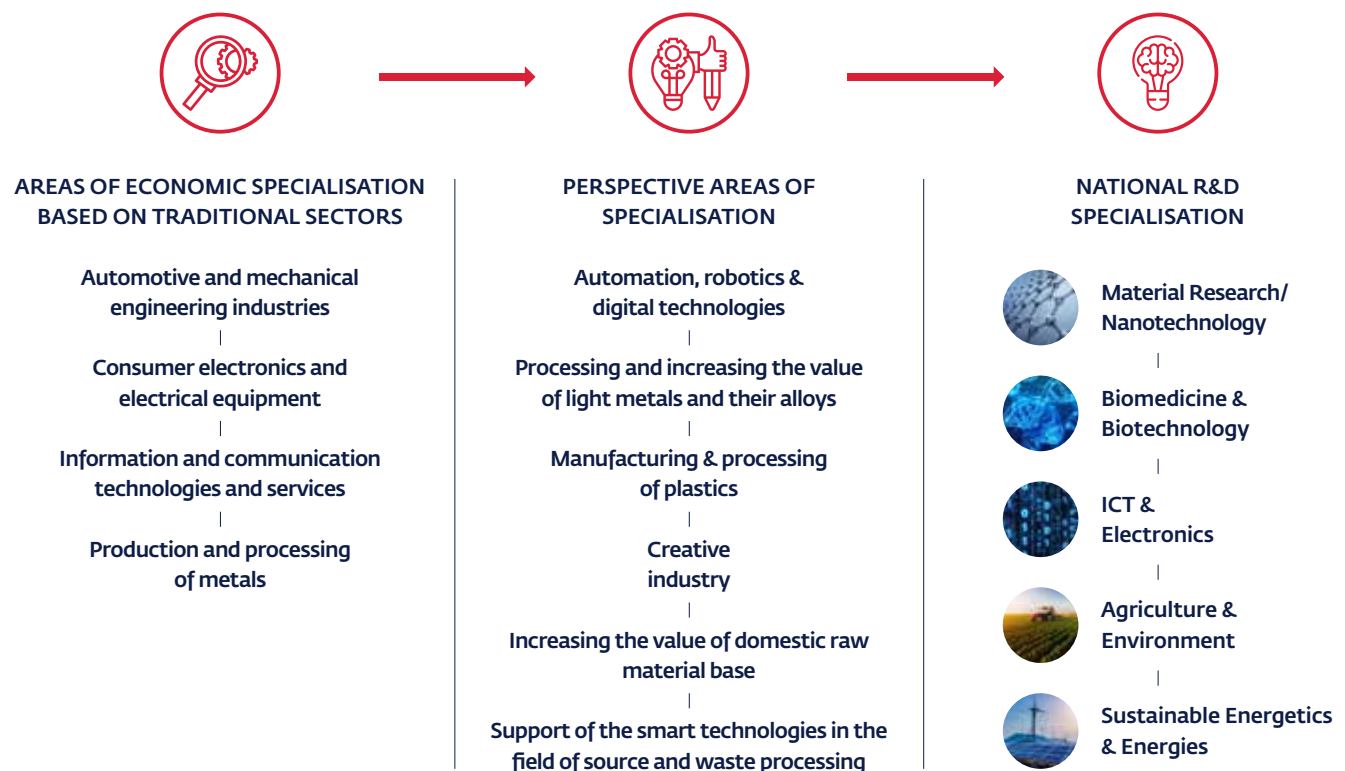 AREAS OF ECONOMIC SPECIALISATION
BASED ON TRADITIONAL SECTORS
Automotive and mechanical
engineering industries
Consumer electronics and
electrical equipment
Information and communication
technologies and services
Production and processing
of metals
PERSPECTIVE AREAS OF
SPECIALISATION
Automation, robotics &
digital technologies
Processing and increasing the value
of light metals and their alloys
Manufacturing & processing
of plastics
Creative
industry
Increasing the value of domestic raw
material base
Support of the smart technologies in the
field of source and waste processing
NATIONAL R&D
SPECIALISATION
Material Research/
Nanotechnology
Biomedicine &
Biotechnology
ICT &
Electronics
Agriculture &
Environment
Sustainable Energetics
& Energies